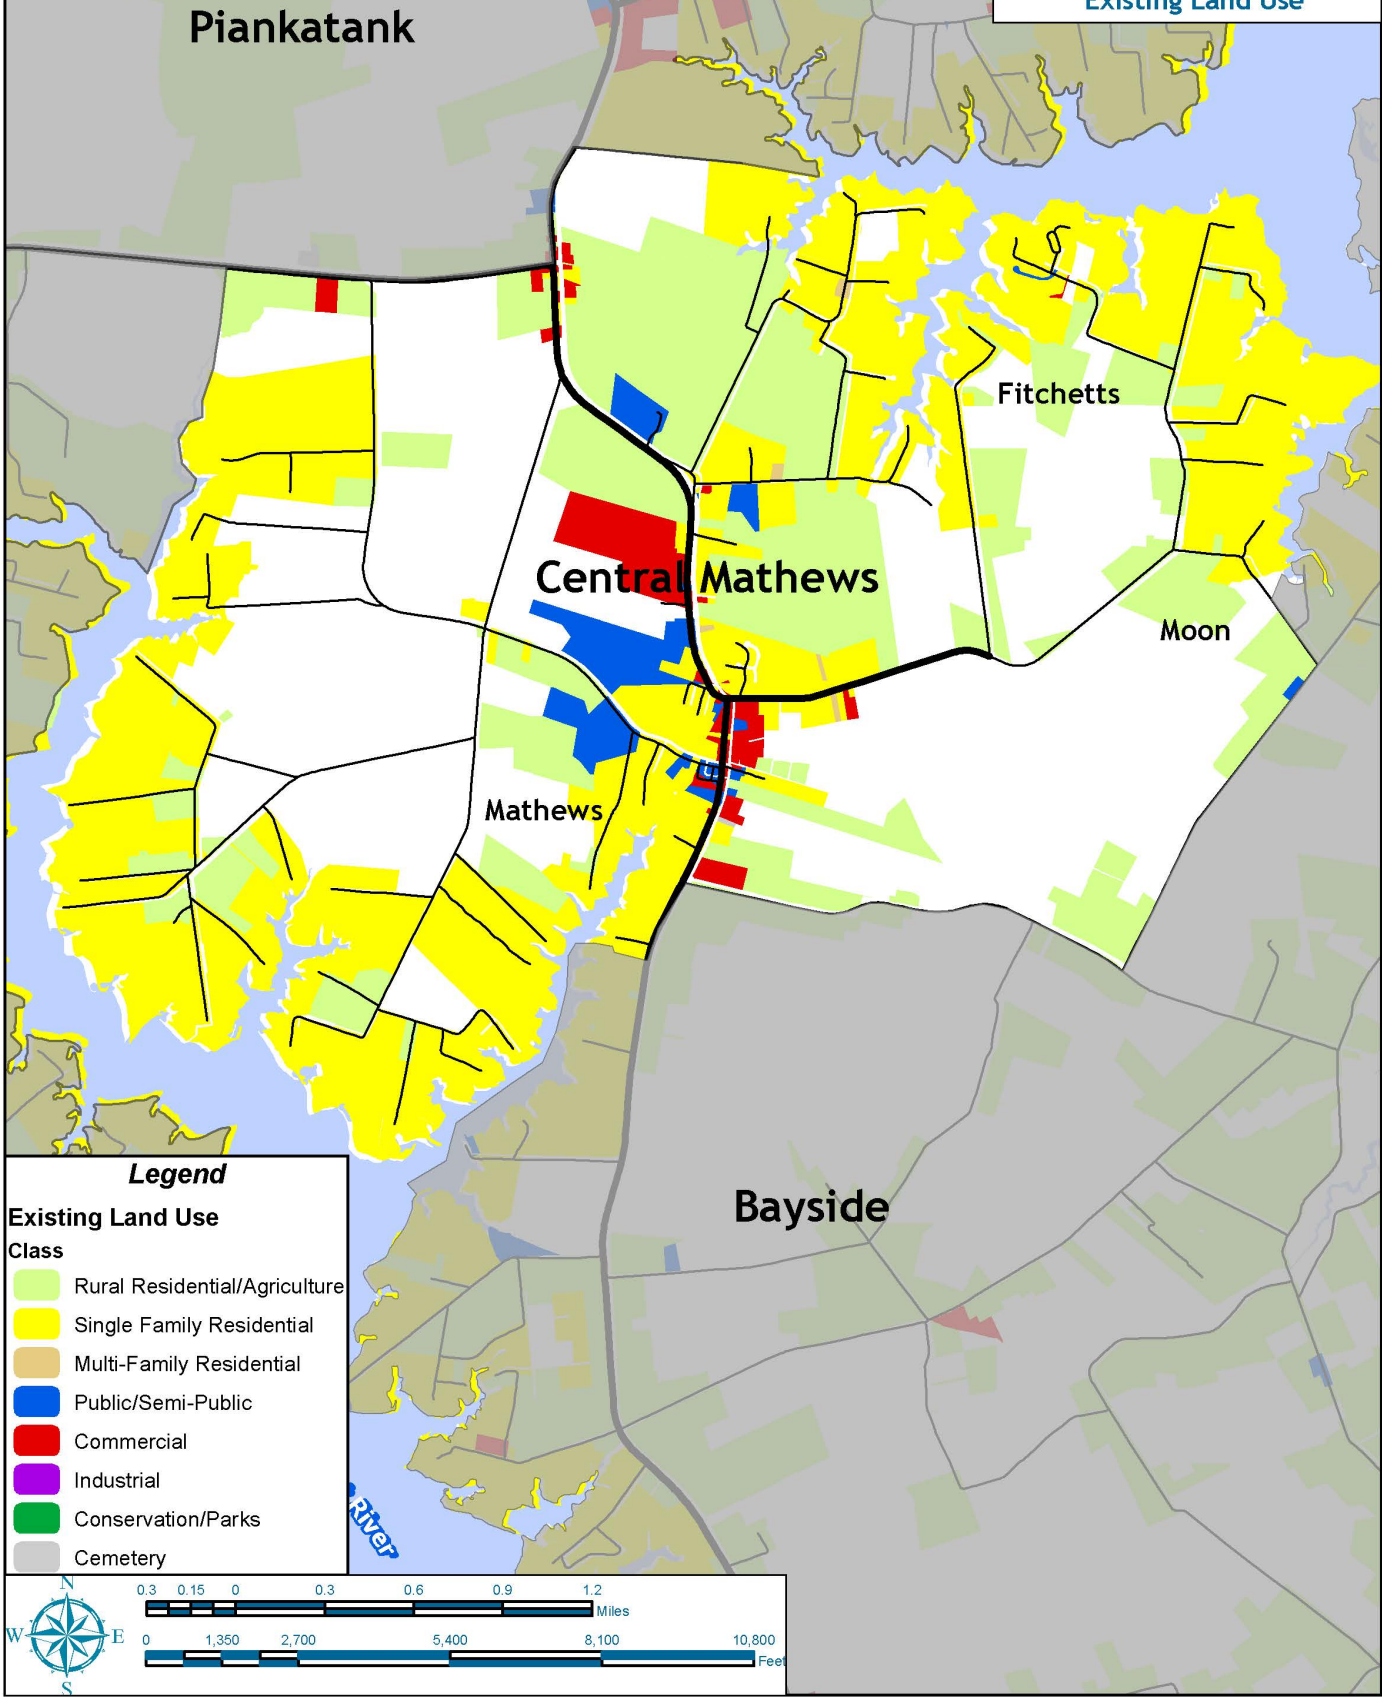 Existing Land Use
Piankatank
Fitchetts
Central Mathews
Moon
Mathews
Bayside
Legend
Existing Land Use
Class
Rural Residential/Agriculture
Single Family Residential
Multi-Family Residential
Public/Semi-Public
Commercial
Industrial
Conservation/Parks
Cemetery
River
N
W E
S
0.3 0.15 0 0.3 0.6 0.9 1.2
Miles
0 1,350 2,700 5,400 8,100 10,800
Feet